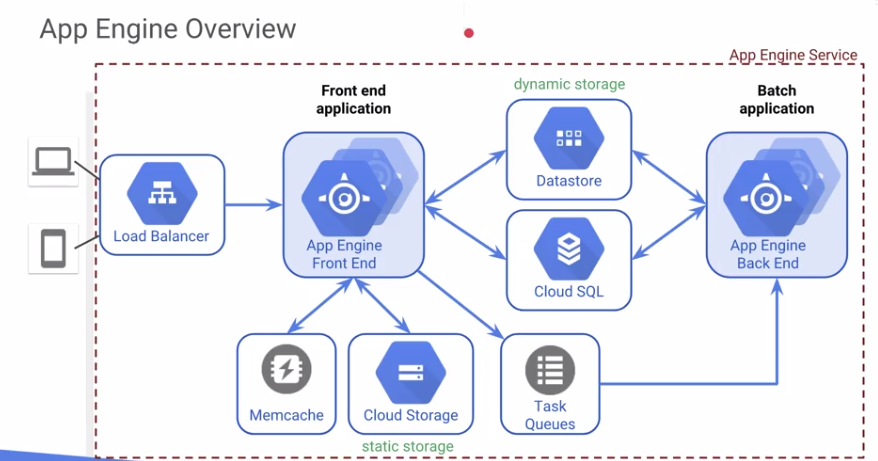 App Engine Overview
App Engine Service
Front end
application
dynamic storage
Batch
application
Datastore
Load Balancer
App Engine
Front End
App Engine
Back End
Cloud SQL
Memcache
Cloud Storage
Task
Queues
static storage